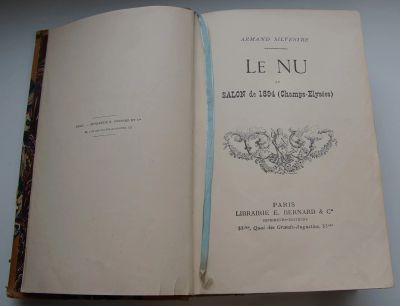 ARMAND SILVESTRE
LE NU
AU
SALON de 1894 (Champs-Elysées)
PARIS
LIBRAIRIE E. BERNARD & Cie
IMPRIMEURS-EDITEURS
53ter, Quai des Grands-Augustins, 53ter